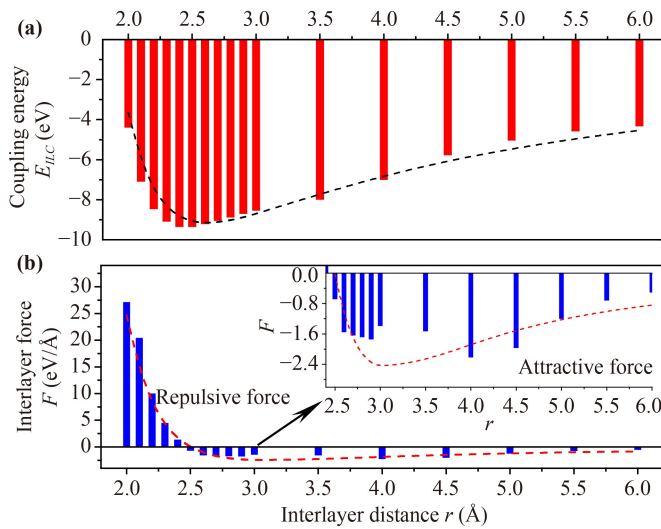 2.0 2.5 3.0 3.5 4.0 4.5 5.0 5.5 6.0
(a)
0
−2
−4
−6
−8
−10
Coupling energy
E_ILC (eV)
(b)
30
25
20
15
10
5
0
Interlayer force
F (eV/Å)
Repulsive force
0.0
−0.8
−1.6
−2.4
F
Attractive force
2.5 3.0 3.5 4.0 4.5 5.0 5.5 6.0
r
2.0 2.5 3.0 3.5 4.0 4.5 5.0 5.5 6.0
Interlayer distance r (Å)